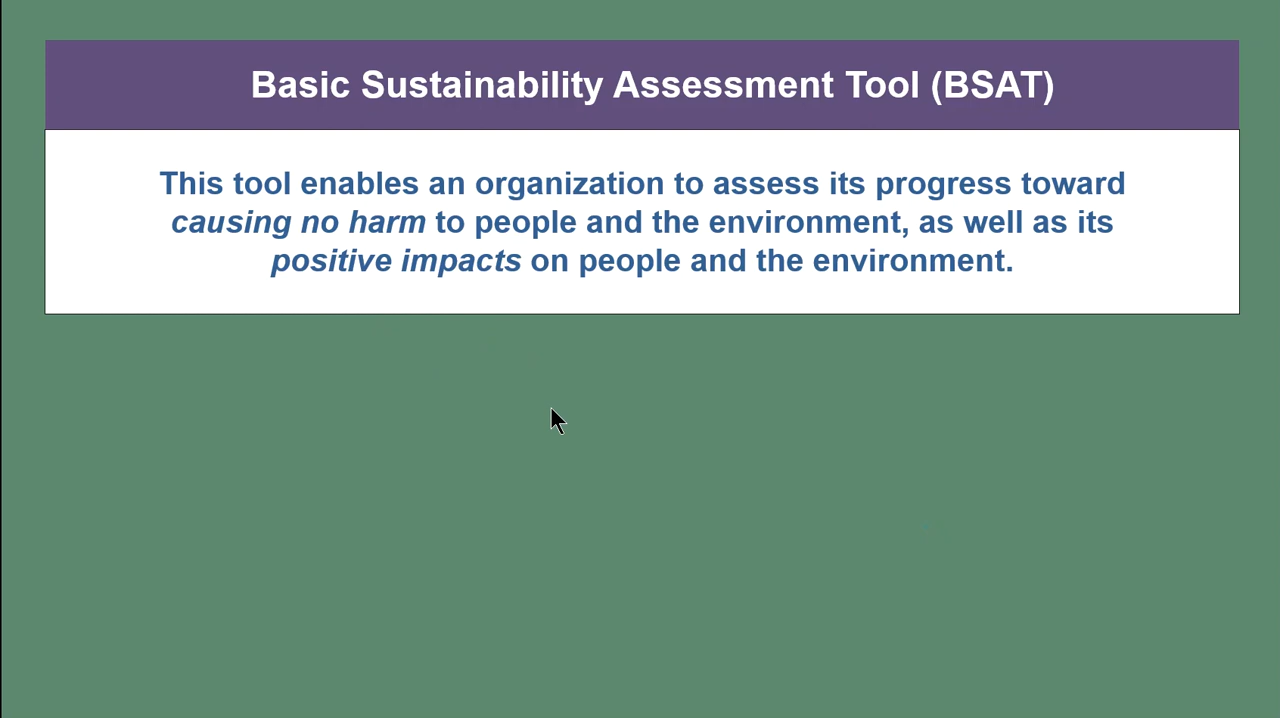 Basic Sustainability Assessment Tool (BSAT)
This tool enables an organization to assess its progress toward
causing no harm to people and the environment, as well as its
positive impacts on people and the environment.